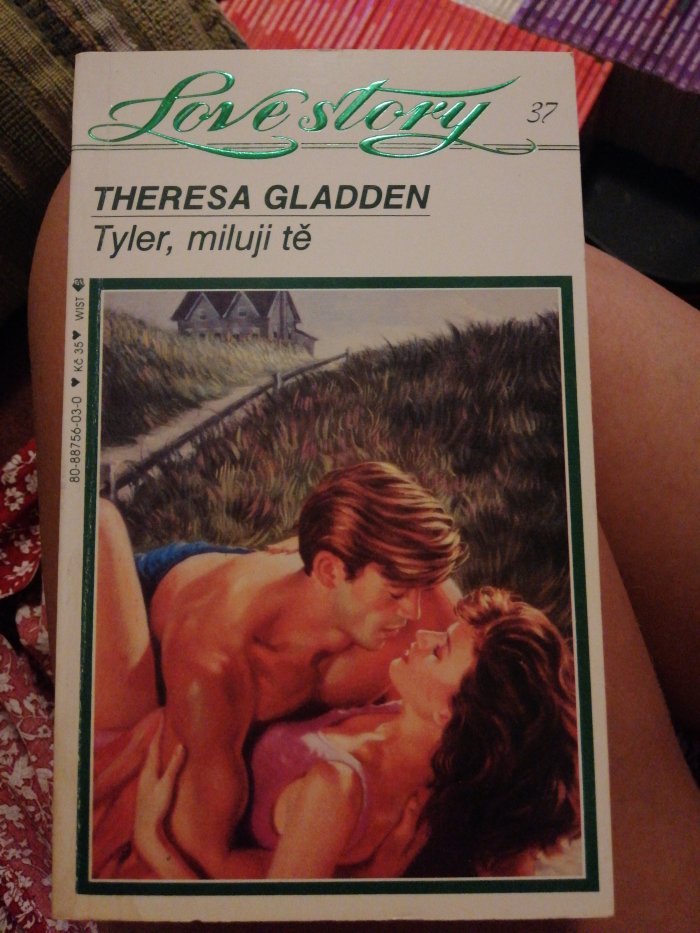 Love story
37
THERESA GLADDEN
Tyler, miluji tě
80-88756-03-0 ♥ Kč 35 ♥ WIST